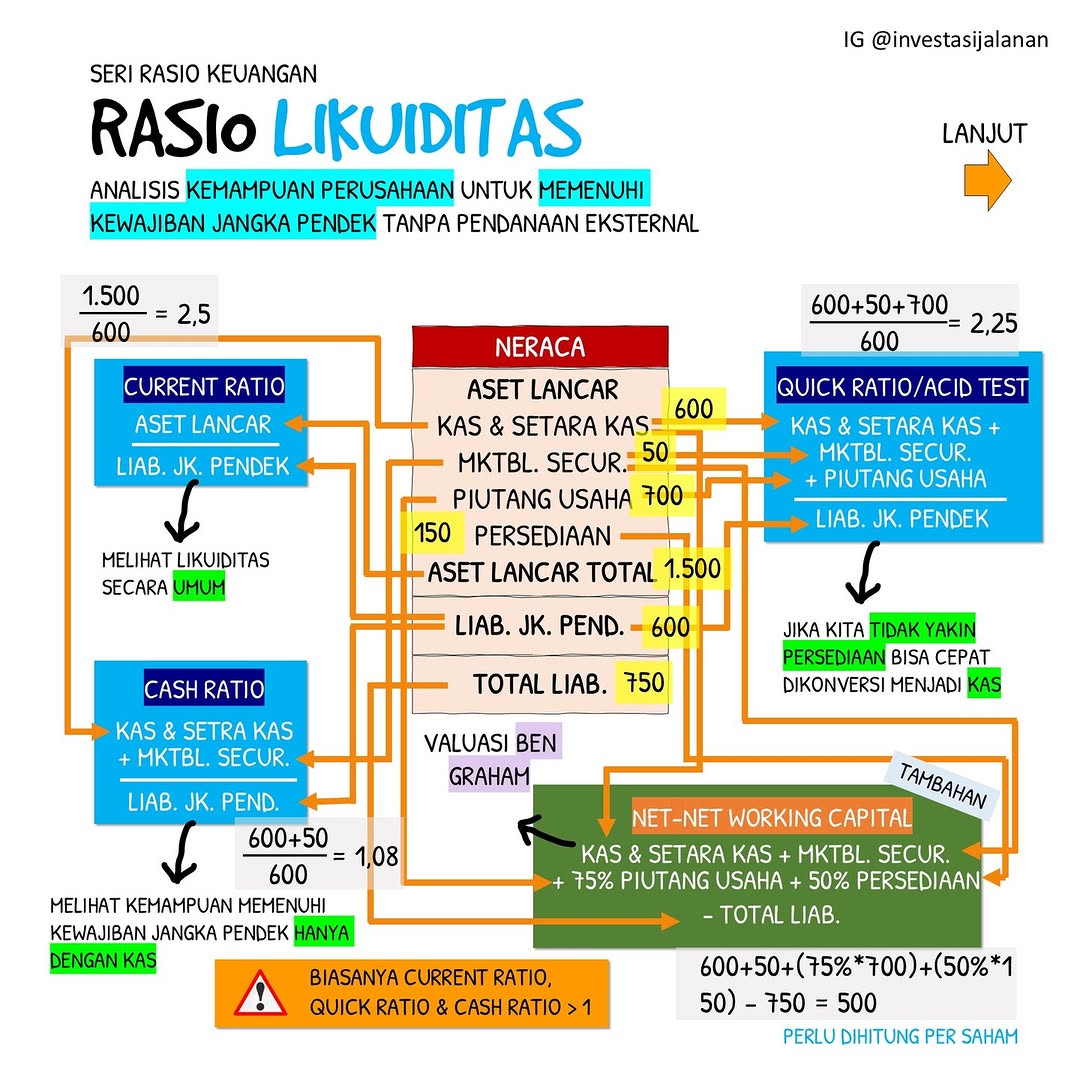 IG @investasijalanan
SERI RASIO KEUANGAN
RASIO LIKUIDITAS
LANJUT
ANALISIS KEMAMPUAN PERUSAHAAN UNTUK MEMENUHI
KEWAJIBAN JANGKA PENDEK TANPA PENDANAAN EKSTERNAL
1.500
600
= 2,5
CURRENT RATIO
ASET LANCAR
LIAB. JK. PENDEK
MELIHAT LIKUIDITAS
SECARA UMUM
NERACA
ASET LANCAR
KAS & SETARA KAS 600
MKTBL. SECUR. 50
PIUTANG USAHA 700
150 PERSEDIAAN
ASET LANCAR TOTAL 1.500
LIAB. JK. PEND. 600
TOTAL LIAB. 750
600+50+700
600
= 2,25
QUICK RATIO/ACID TEST
KAS & SETARA KAS +
MKTBL. SECUR.
+ PIUTANG USAHA
LIAB. JK. PENDEK
JIKA KITA TIDAK YAKIN
PERSEDIAAN BISA CEPAT
DIKONVERSI MENJADI KAS
CASH RATIO
KAS & SETRA KAS
+ MKTBL. SECUR.
LIAB. JK. PEND.
600+50
600
= 1,08
MELIHAT KEMAMPUAN MEMENUHI
KEWAJIBAN JANGKA PENDEK HANYA
DENGAN KAS
VALUASI BEN
GRAHAM
TAMBAHAN
NET-NET WORKING CAPITAL
KAS & SETARA KAS + MKTBL. SECUR.
+ 75% PIUTANG USAHA + 50% PERSEDIAAN
- TOTAL LIAB.
600+50+(75%*700)+(50%*1
50) - 750 = 500
PERLU DIHITUNG PER SAHAM
BIASANYA CURRENT RATIO,
QUICK RATIO & CASH RATIO > 1